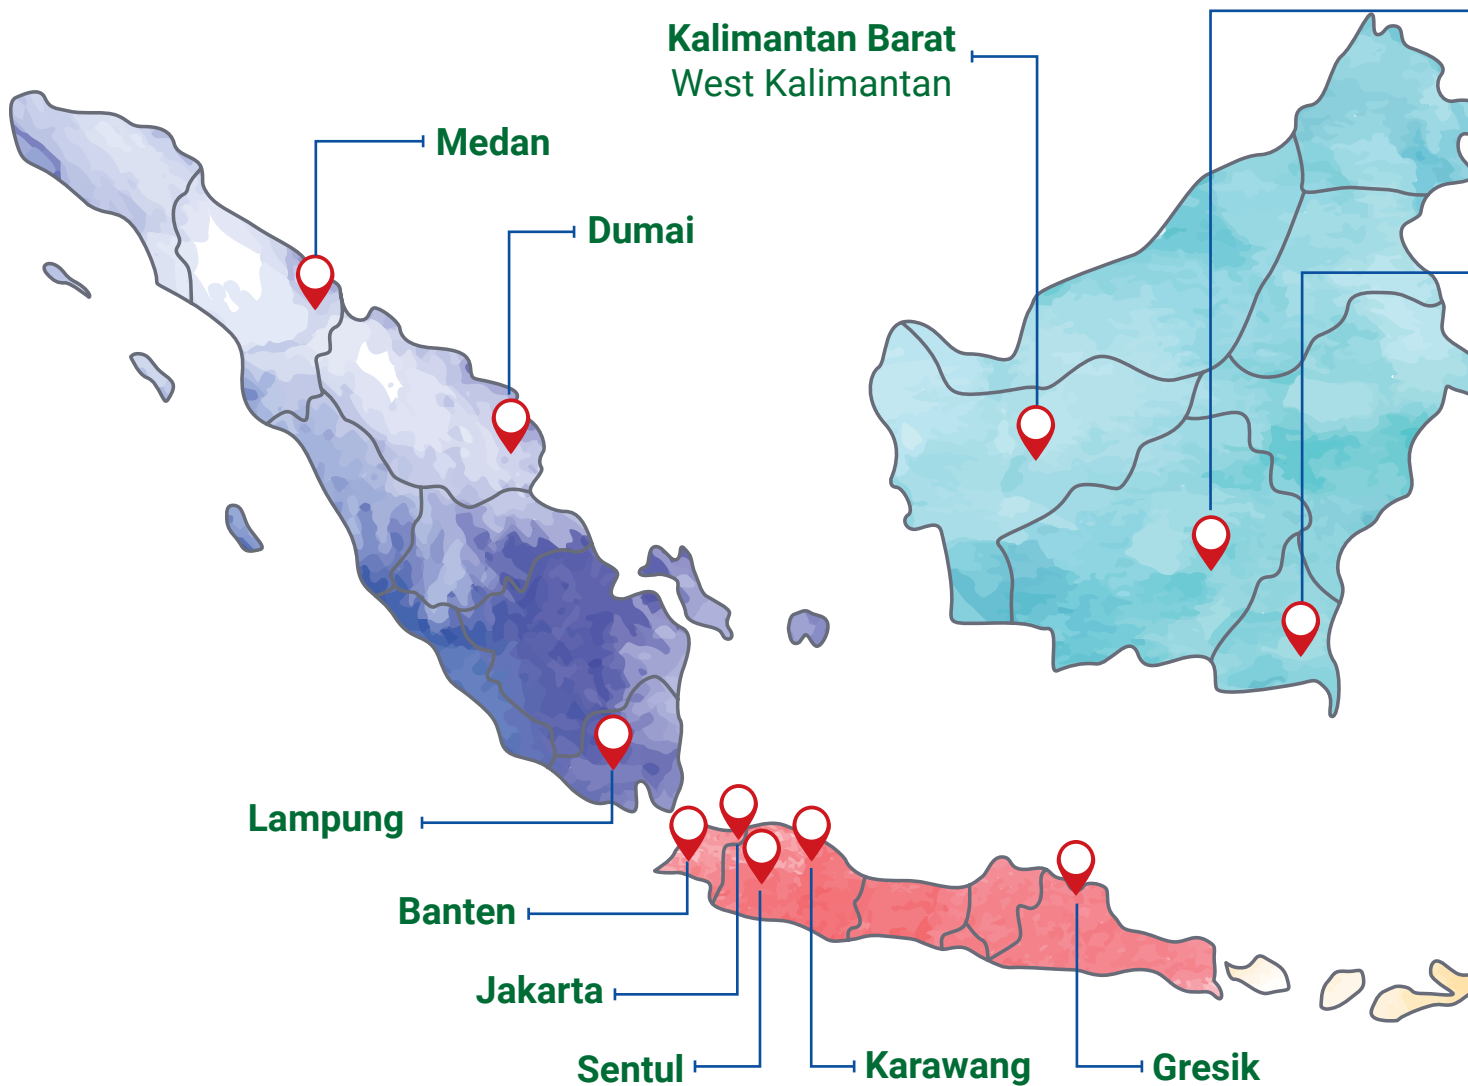 Kalimantan Barat
West Kalimantan
Medan
Dumai
Lampung
Banten
Jakarta
Sentul
Karawang
Gresik